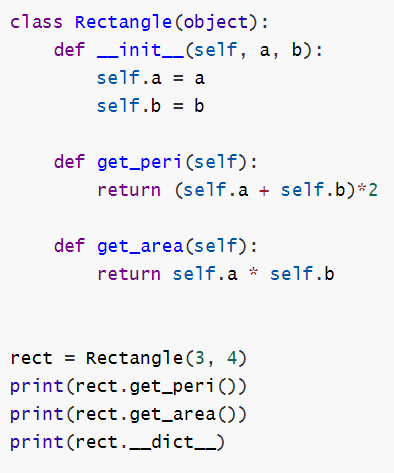 class Rectangle(object):
    def __init__(self, a, b):
        self.a = a
        self.b = b

    def get_peri(self):
        return (self.a + self.b)*2

    def get_area(self):
        return self.a * self.b


rect = Rectangle(3, 4)
print(rect.get_peri())
print(rect.get_area())
print(rect.__dict__)